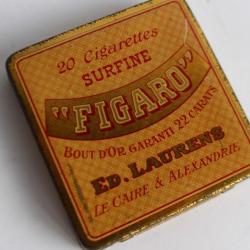 20 Cigarettes
SURFINE
"FIGARO"
BOUT D'OR GARANTI 22 CARATS
ED. LAURENS
LE CAIRE & ALEXANDRIE